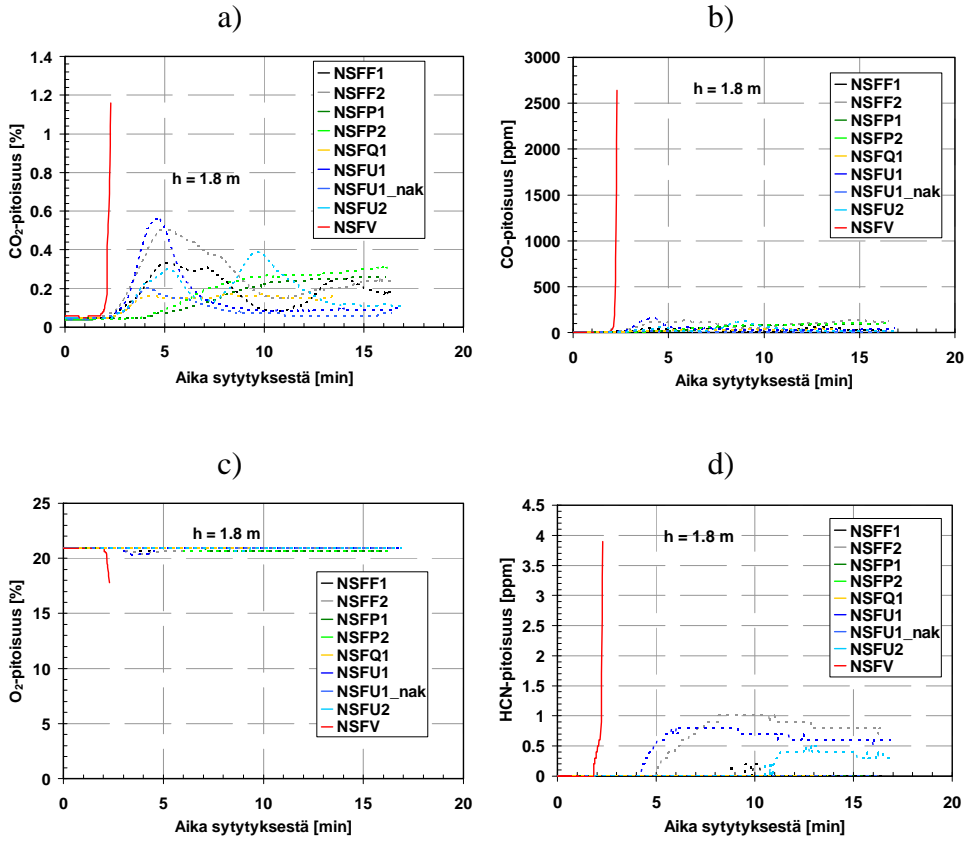 a)
CO₂-pitoisuus [%]
1.4
1.2
1
0.8
0.6
0.4
0.2
0
h = 1.8 m
NSFF1
NSFF2
NSFP1
NSFP2
NSFQ1
NSFU1
NSFU1_nak
NSFU2
NSFV
0 5 10 15 20
Aika sytytyksestä [min]
b)
CO-pitoisuus [ppm]
3000
2500
2000
1500
1000
500
0
h = 1.8 m
NSFF1
NSFF2
NSFP1
NSFP2
NSFQ1
NSFU1
NSFU1_nak
NSFU2
NSFV
0 5 10 15 20
Aika sytytyksestä [min]
c)
O₂-pitoisuus [%]
25
20
15
10
5
0
h = 1.8 m
NSFF1
NSFF2
NSFP1
NSFP2
NSFQ1
NSFU1
NSFU1_nak
NSFU2
NSFV
0 5 10 15 20
Aika sytytyksestä [min]
d)
HCN-pitoisuus [ppm]
4.5
4
3.5
3
2.5
2
1.5
1
0.5
0
h = 1.8 m
NSFF1
NSFF2
NSFP1
NSFP2
NSFQ1
NSFU1
NSFU1_nak
NSFU2
NSFV
0 5 10 15 20
Aika sytytyksestä [min]